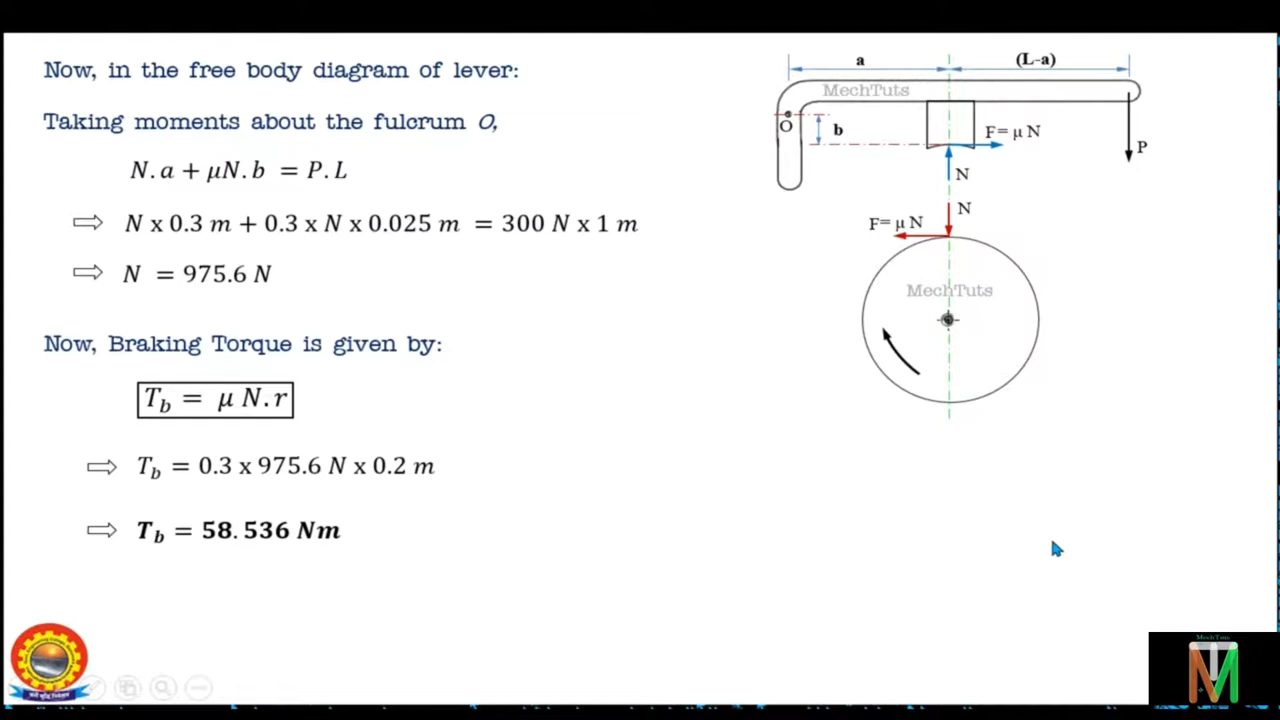 Now, in the free body diagram of lever:
Taking moments about the fulcrum O,
N. a + μN. b = P. L
⇨ N x 0.3 m + 0.3 x N x 0.025 m = 300 N x 1 m
⇨ N = 975.6 N
Now, Braking Torque is given by:
T_b = μ N. r
⇨ T_b = 0.3 x 975.6 N x 0.2 m
⇨ T_b = 58.536 Nm
a
(L-a)
MechTuts
O
b
F= μ N
P
N
N
F= μ N
MechTuts
MechTuts